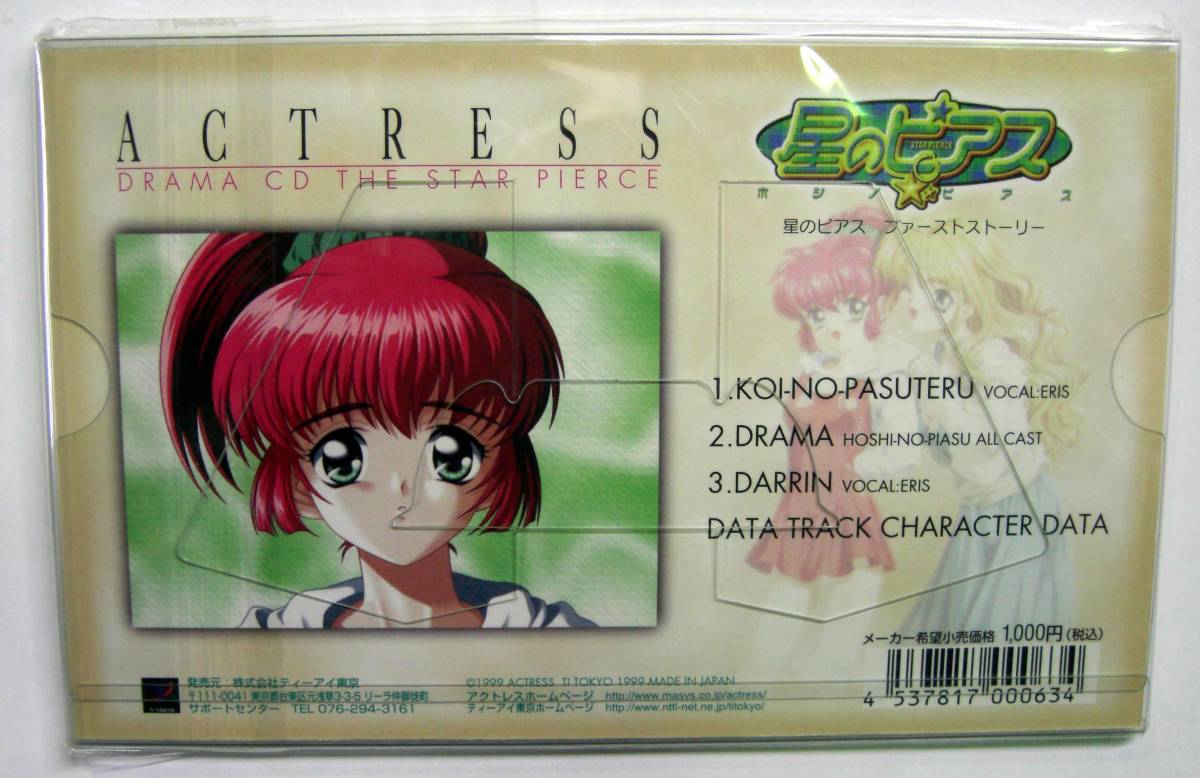 ACTRESS
DRAMA CD THE STAR PIERCE
星のピアス
STAR PIERCE
ホシノピアス
星のピアス ファーストストーリー
1.KOI-NO-PASUTERU VOCAL:ERIS
2.DRAMA HOSHI-NO-PIASU ALL CAST
3.DARRIN VOCAL:ERIS
DATA TRACK CHARACTER DATA
メーカー希望小売価格 1,000円(税込)
4 537817 000634
TI TOKYO
発売元:株式会社ティーアイ東京
〒111-0041 東京都台東区元浅草3-3-5 リーラ仲御徒町
サポートセンター TEL 076-294-3161
©1999 ACTRESS TI TOKYO 1999 MADE IN JAPAN
アクトレスホームページ http://www.masys.co.jp/actress/
ティーアイ東京ホームページ http://www.nttl-net.ne.jp/titokyo/